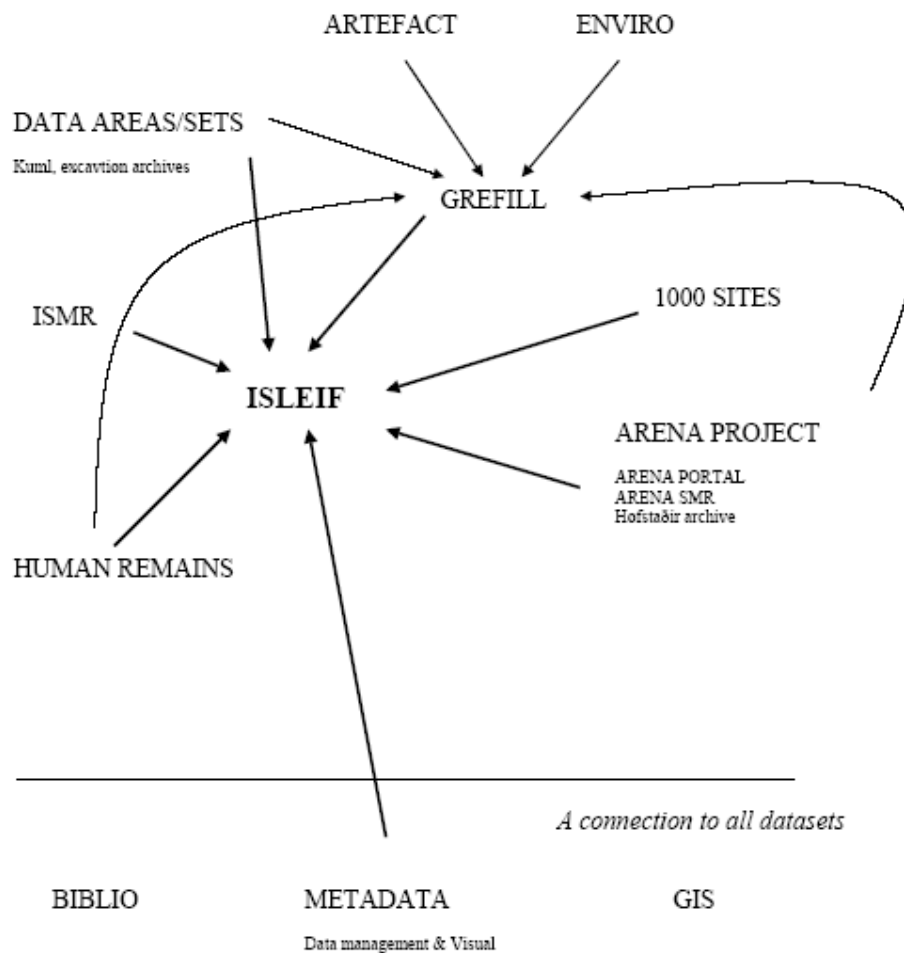 ARTEFACT ENVIRO
DATA AREAS/SETS
Kuml, excavtion archives
GREFILL
1000 SITES
ISMR
ISLEIF
ARENA PROJECT
ARENA PORTAL
ARENA SMR
Hofstaðir archive
HUMAN REMAINS
A connection to all datasets
BIBLIO METADATA GIS
Data management & Visual